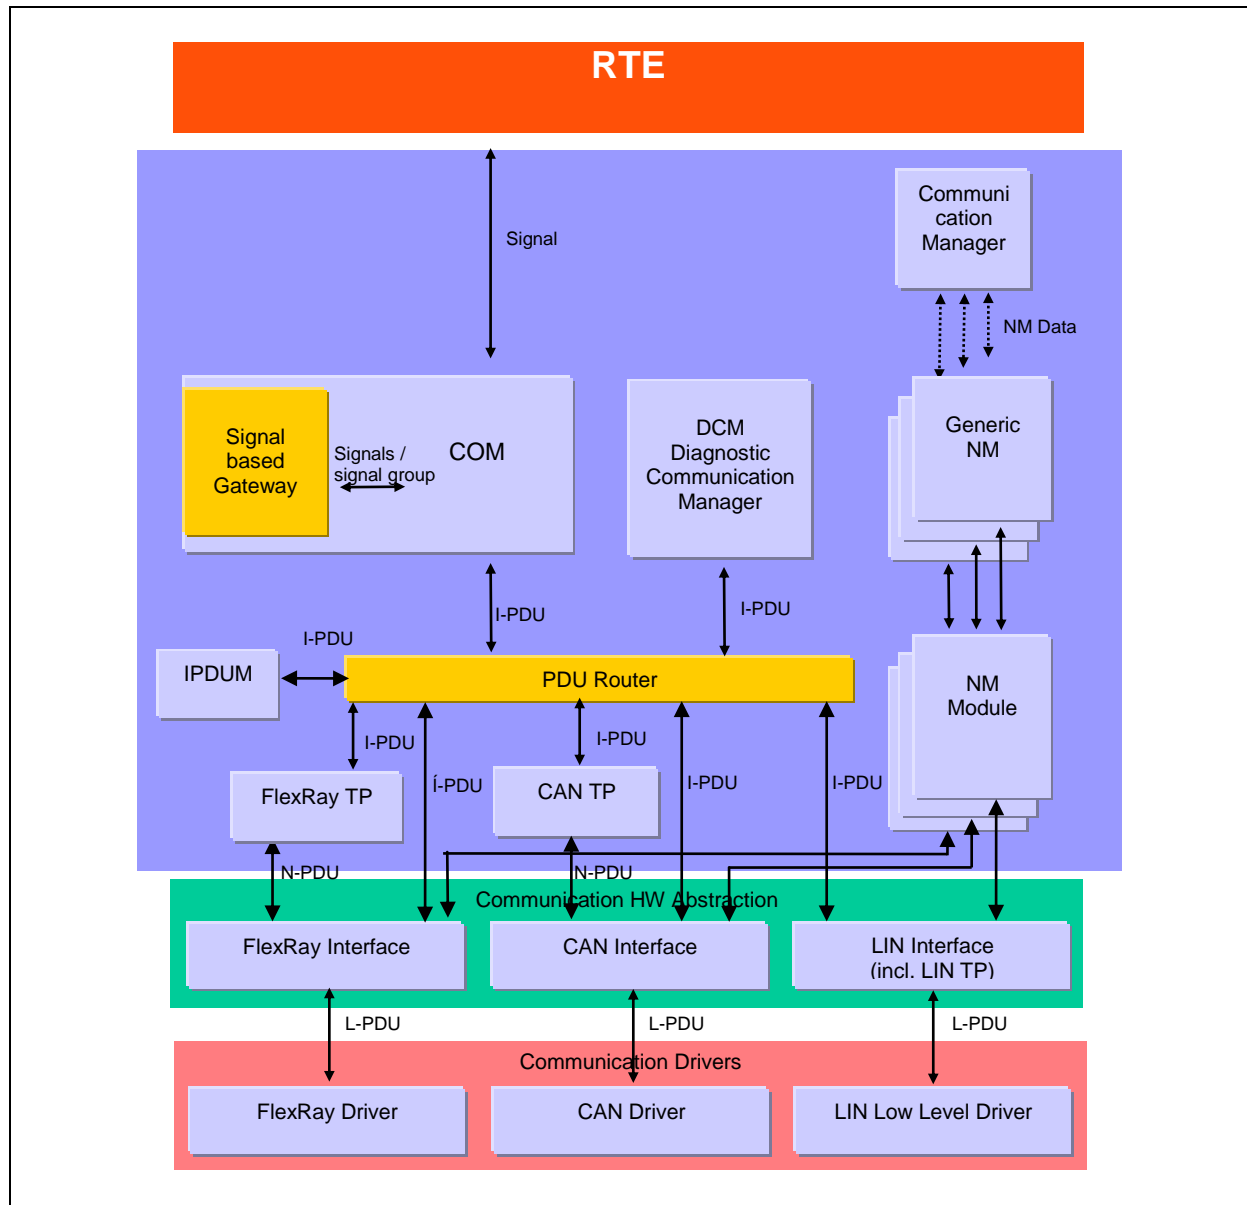 RTE
Communi
cation
Manager
Signal
NM Data
Signal
based
Gateway
Signals /
signal group
COM
DCM
Diagnostic
Communication
Manager
Generic
NM
I-PDU
I-PDU
I-PDU
IPDUM
PDU Router
NM
Module
I-PDU
I-PDU
FlexRay TP
Í-PDU
CAN TP
I-PDU
I-PDU
N-PDU
N-PDU
Communication HW Abstraction
FlexRay Interface
CAN Interface
LIN Interface
(incl. LIN TP)
L-PDU
L-PDU
L-PDU
Communication Drivers
FlexRay Driver
CAN Driver
LIN Low Level Driver